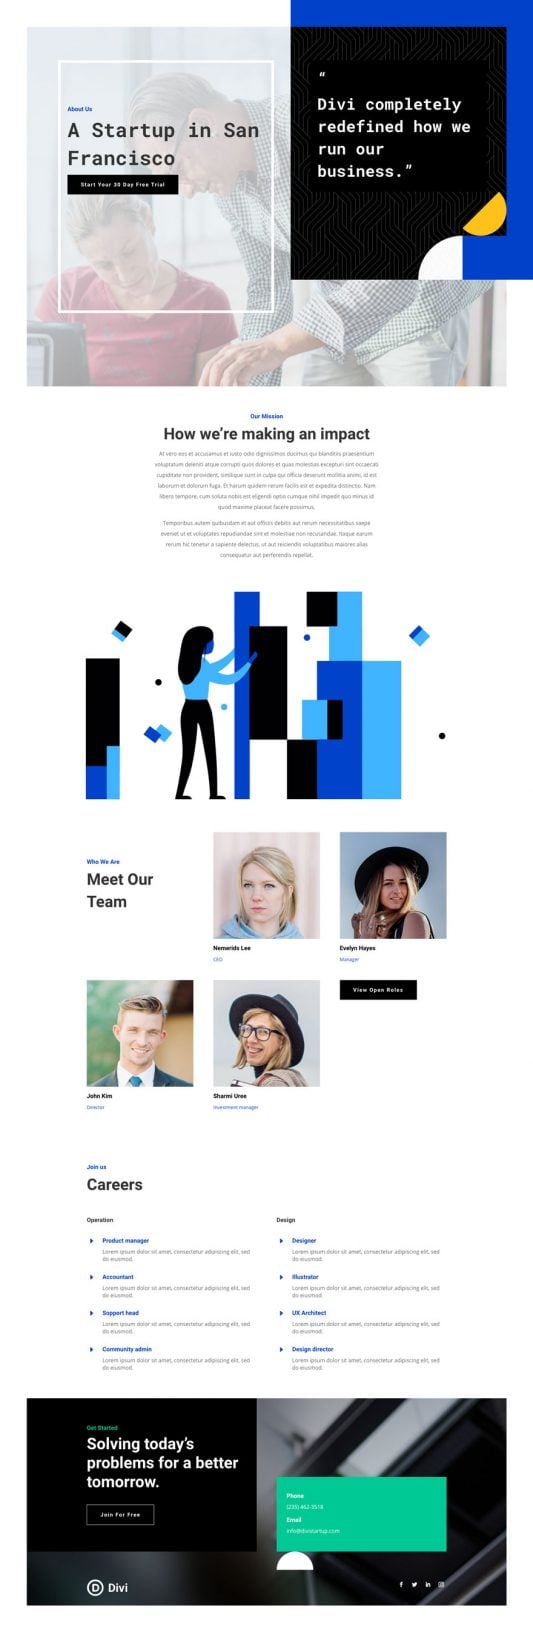 About Us
A Startup in San
Francisco
Start Your 30 Day Free Trial
“
Divi completely
redefined how we
run our
business.”
Our Mission
How we’re making an impact
At vero eos et accusamus et iusto odio dignissimos ducimus qui blanditiis praesentium
voluptatum deleniti atque corrupti quos dolores et quas molestias excepturi sint occaecati
cupiditate non provident, similique sunt in culpa qui officia deserunt mollitia animi, id est
laborum et dolorum fuga. Et harum quidem rerum facilis est et expedita distinctio. Nam
libero tempore, cum soluta nobis est eligendi optio cumque nihil impedit quo minus id
quod maxime placeat facere possimus.
Temporibus autem quibusdam et aut officiis debitis aut rerum necessitatibus saepe
eveniet ut et voluptates repudiandae sint et molestiae non recusandae. Itaque earum
rerum hic tenetur a sapiente delectus, ut aut reiciendis voluptatibus maiores alias
consequatur aut perferendis repellat.
Who We Are
Meet Our
Team
Nemerids Lee
CEO
Evelyn Hayes
Manager
John Kim
Director
Sharmi Uree
Investment manager
View Open Roles
Join us
Careers
Operation
Product manager
Lorem ipsum dolor sit amet, consectetur adipiscing elit, sed
do eiusmod.
Accountant
Lorem ipsum dolor sit amet, consectetur adipiscing elit, sed
do eiusmod.
Sopport head
Lorem ipsum dolor sit amet, consectetur adipiscing elit, sed
do eiusmod.
Community admin
Lorem ipsum dolor sit amet, consectetur adipiscing elit, sed
do eiusmod.
Design
Designer
Lorem ipsum dolor sit amet, consectetur adipiscing elit, sed
do eiusmod.
Illustrator
Lorem ipsum dolor sit amet, consectetur adipiscing elit, sed
do eiusmod.
UX Architect
Lorem ipsum dolor sit amet, consectetur adipiscing elit, sed
do eiusmod.
Design director
Lorem ipsum dolor sit amet, consectetur adipiscing elit, sed
do eiusmod.
Get Started
Solving today’s
problems for a better
tomorrow.
Join For Free
Phone
(235) 462-3518
Email
info@divistartup.com
D Divi